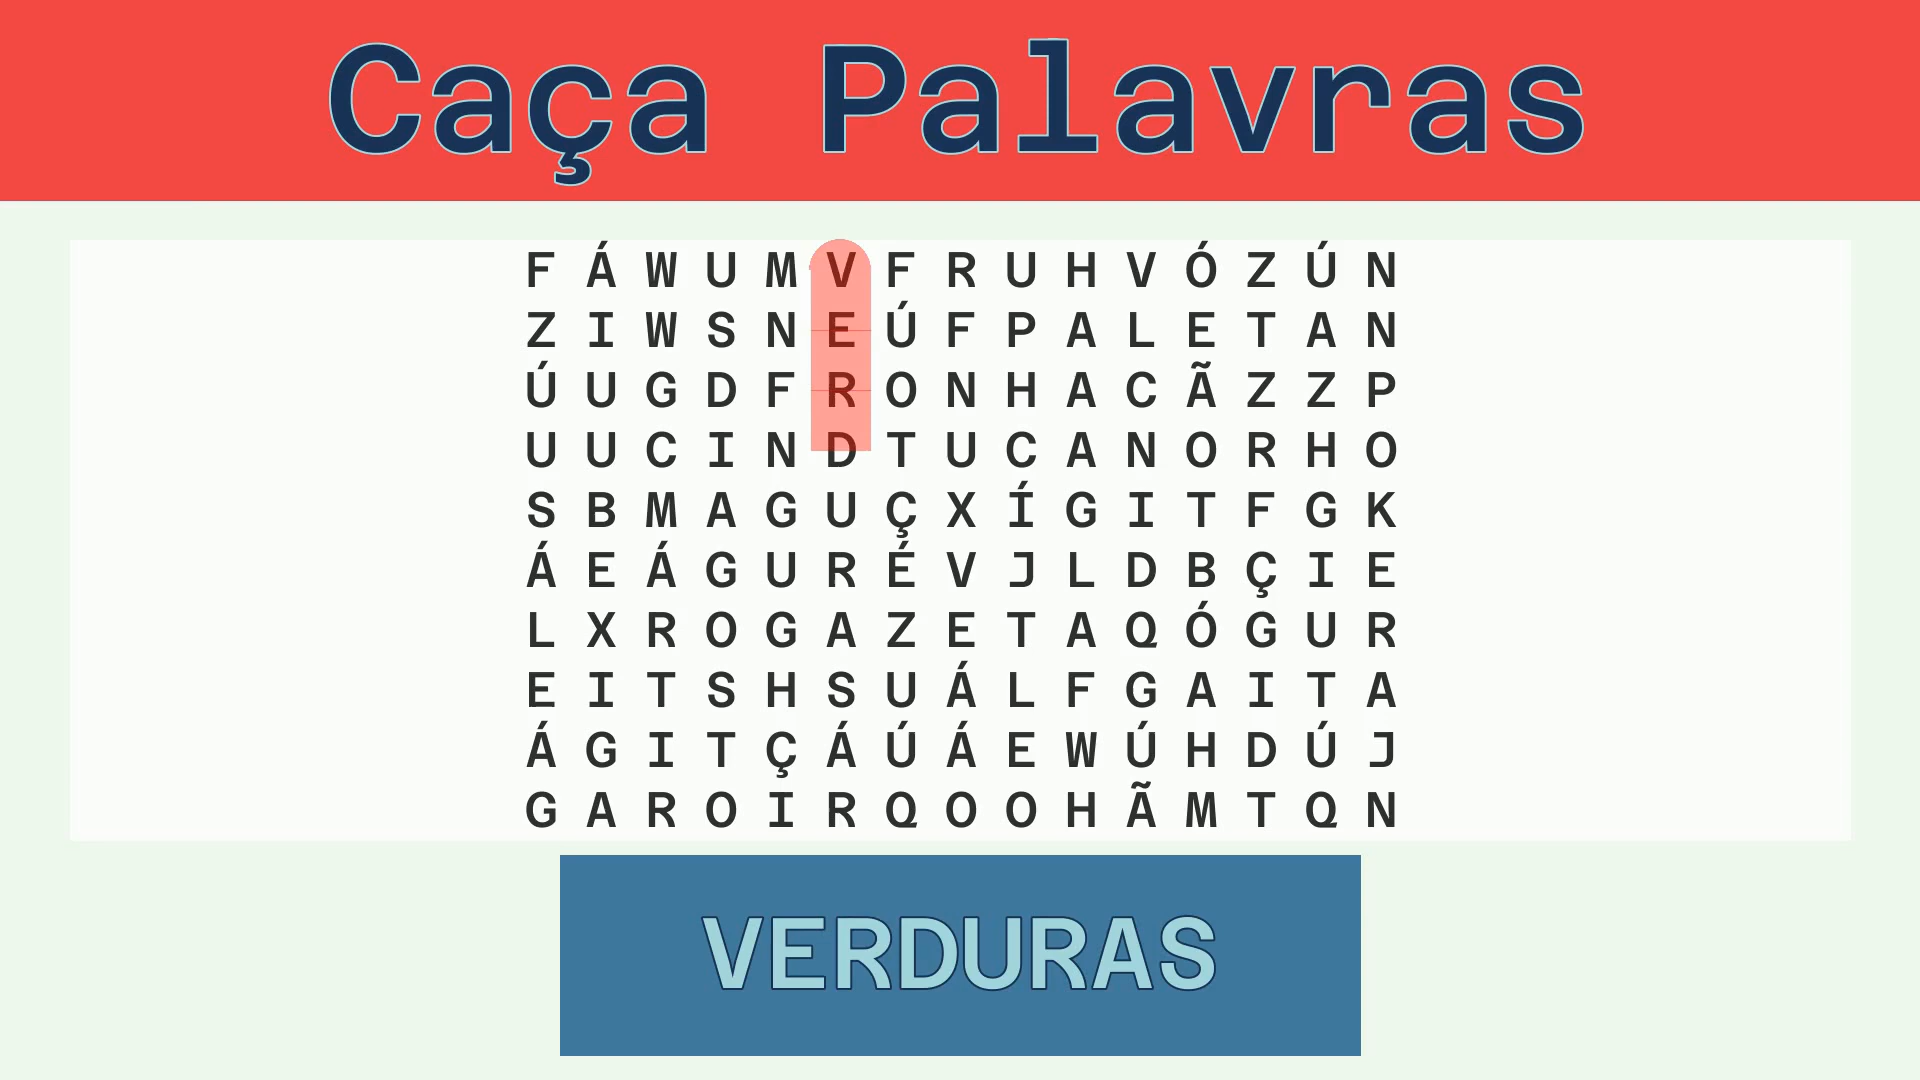 Caça Palavras
F Á W U M V F R U H V Ó Z Ú N
Z I W S N E Ú F P A L E T A N
Ú U G D F R O N H A C Ã Z Z P
U U C I N D T U C A N O R H O
S B M A G U Ç X Í G I T F G K
Á E Á G U R É V J L D B Ç I E
L X R O G A Z E T A Q Ó G U R
E I T S H S U Á L F G A I T A
Á G I T Ç Á Ú Á E W Ú H D Ú J
G A R O I R Q O O H Ã M T Q N
VERDURAS